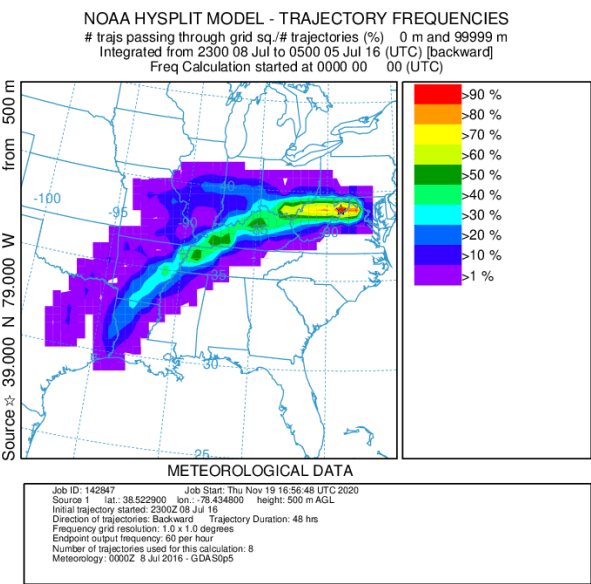 NOAA HYSPLIT MODEL - TRAJECTORY FREQUENCIES
# trajs passing through grid sq./# trajectories (%) 0 m and 99999 m
Integrated from 2300 08 Jul to 0500 05 Jul 16 (UTC) [backward]
Freq Calculation started at 0000 00 00 (UTC)
Source ☆ 39.000 N 79.000 W from 500 m
>90 %
>80 %
>70 %
>60 %
>50 %
>40 %
>30 %
>20 %
>10 %
>1 %
-100
-95
-90
40
-80
35
30
25
METEOROLOGICAL DATA
Job ID: 142847 Job Start: Thu Nov 19 16:56:48 UTC 2020
Source 1 lat.: 38.522900 lon.: -78.434800 height: 500 m AGL
Initial trajectory started: 2300Z 08 Jul 16
Direction of trajectories: Backward Trajectory Duration: 48 hrs
Frequency grid resolution: 1.0 x 1.0 degrees
Endpoint output frequency: 60 per hour
Number of trajectories used for this calculation: 8
Meteorology: 0000Z 8 Jul 2016 - GDAS0p5